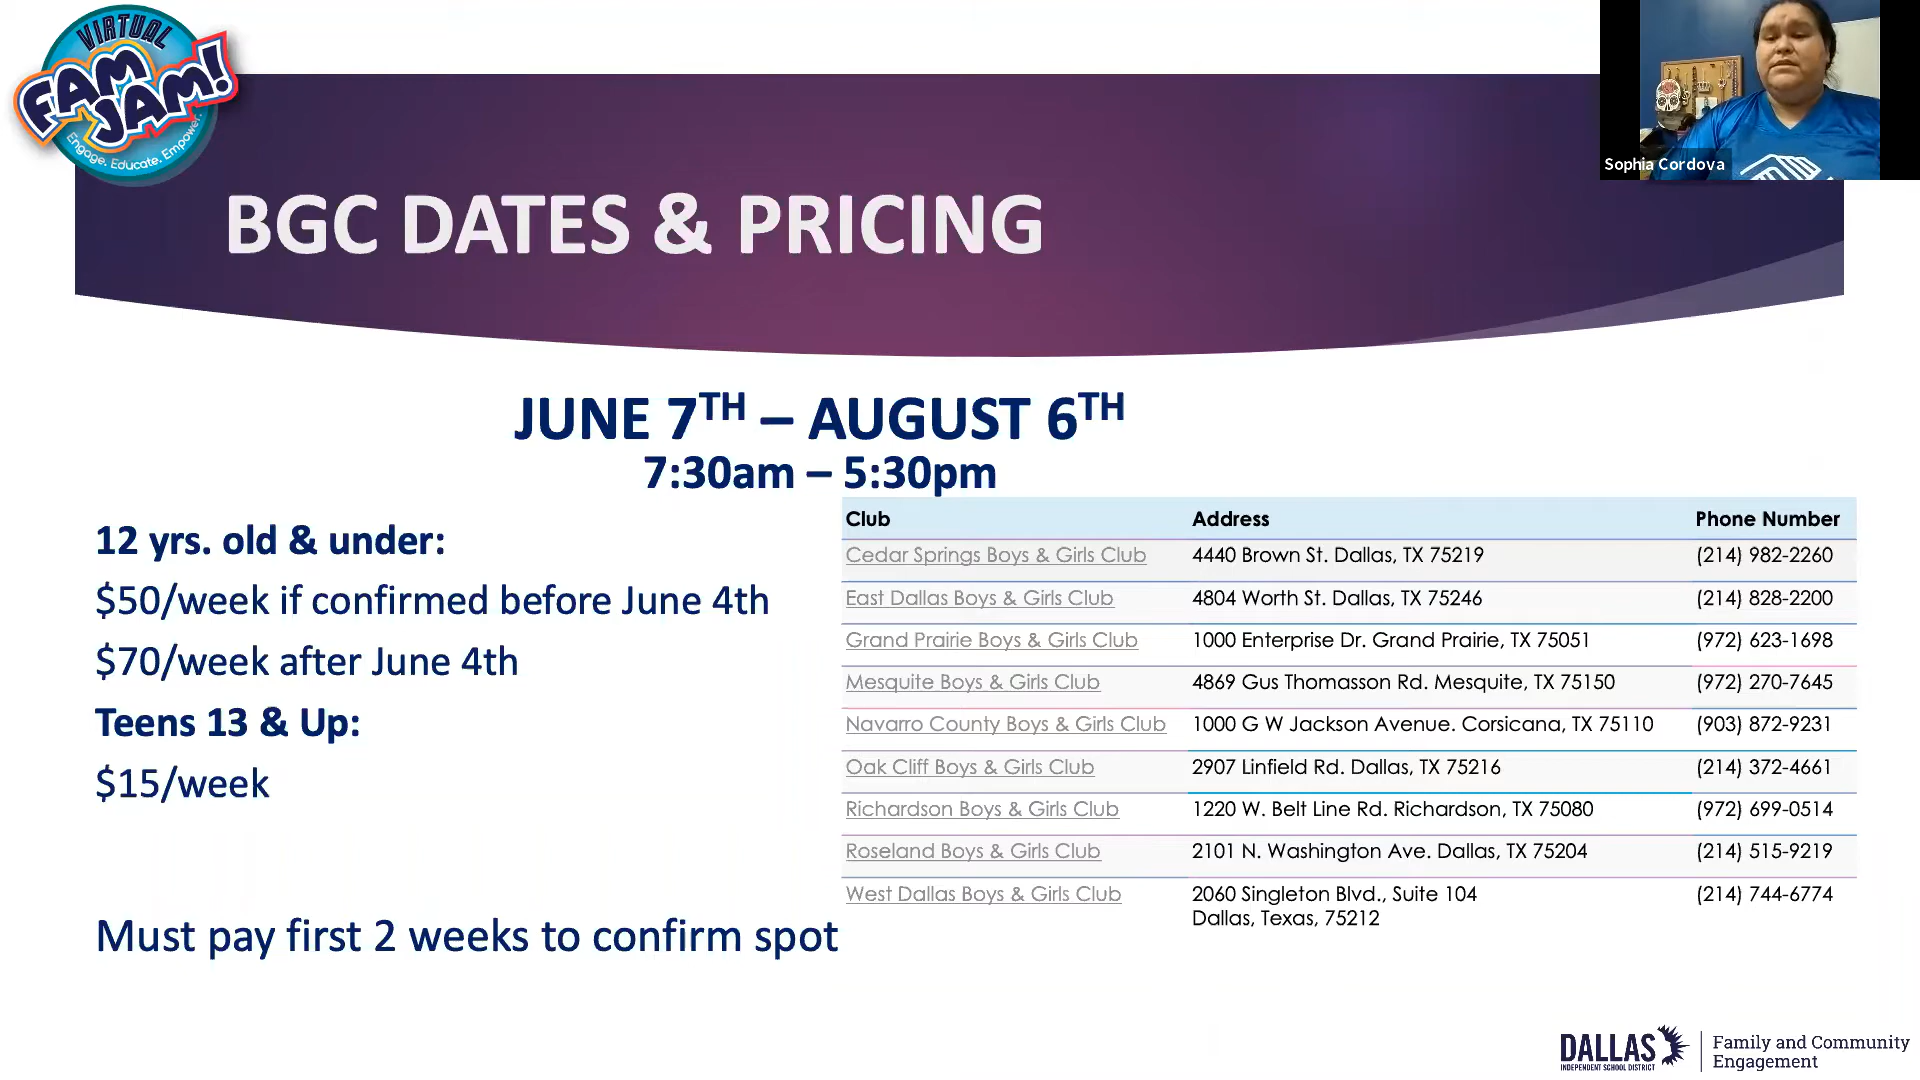 VIRTUAL
FAM
JAM!
Engage. Educate. Empower.
Sophia Cordova
BGC DATES & PRICING
JUNE 7TH – AUGUST 6TH
7:30am – 5:30pm
12 yrs. old & under:
$50/week if confirmed before June 4th
$70/week after June 4th
Teens 13 & Up:
$15/week
Must pay first 2 weeks to confirm spot
Club Address Phone Number
Cedar Springs Boys & Girls Club 4440 Brown St. Dallas, TX 75219 (214) 982-2260
East Dallas Boys & Girls Club 4804 Worth St. Dallas, TX 75246 (214) 828-2200
Grand Prairie Boys & Girls Club 1000 Enterprise Dr. Grand Prairie, TX 75051 (972) 623-1698
Mesquite Boys & Girls Club 4869 Gus Thomasson Rd. Mesquite, TX 75150 (972) 270-7645
Navarro County Boys & Girls Club 1000 G W Jackson Avenue. Corsicana, TX 75110 (903) 872-9231
Oak Cliff Boys & Girls Club 2907 Linfield Rd. Dallas, TX 75216 (214) 372-4661
Richardson Boys & Girls Club 1220 W. Belt Line Rd. Richardson, TX 75080 (972) 699-0514
Roseland Boys & Girls Club 2101 N. Washington Ave. Dallas, TX 75204 (214) 515-9219
West Dallas Boys & Girls Club 2060 Singleton Blvd., Suite 104 (214) 744-6774
Dallas, Texas, 75212
DALLAS
INDEPENDENT SCHOOL DISTRICT
Family and Community
Engagement